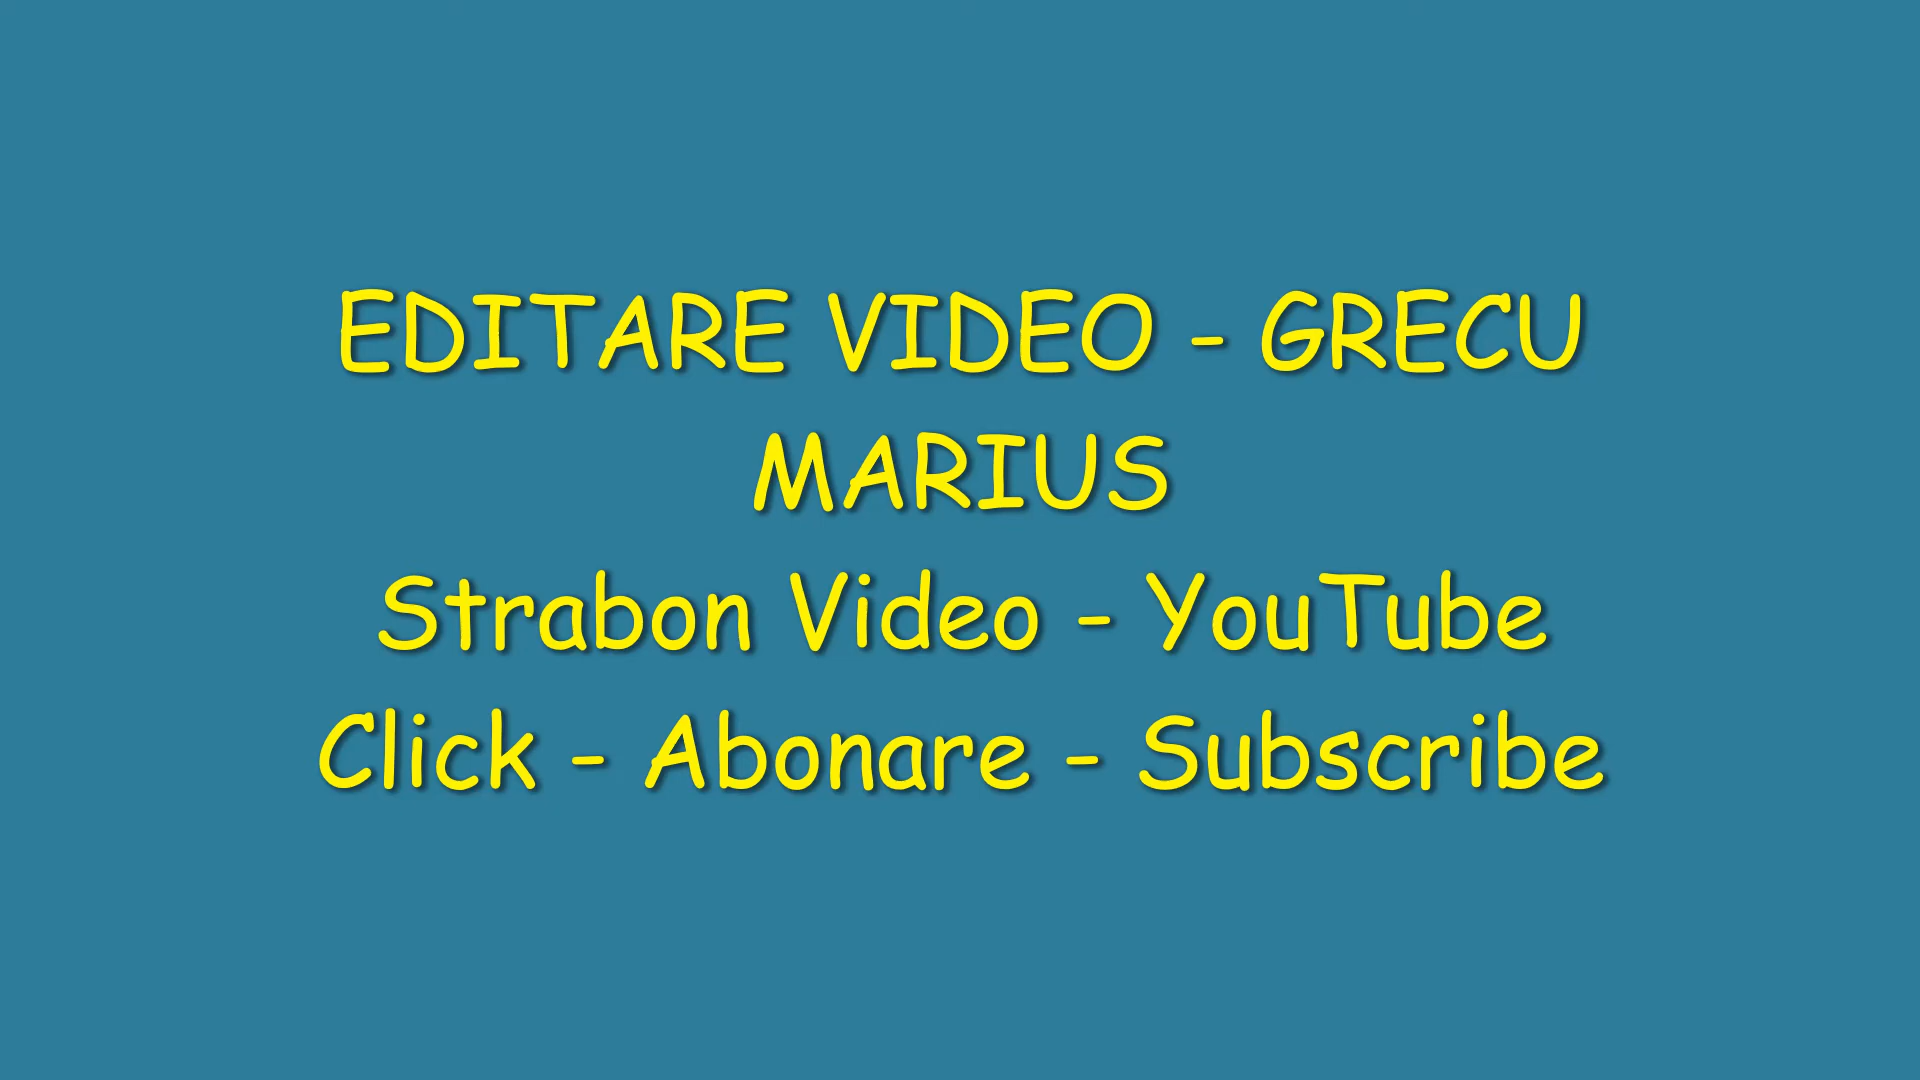 EDITARE VIDEO - GRECU
MARIUS
Strabon Video - YouTube
Click - Abonare - Subscribe